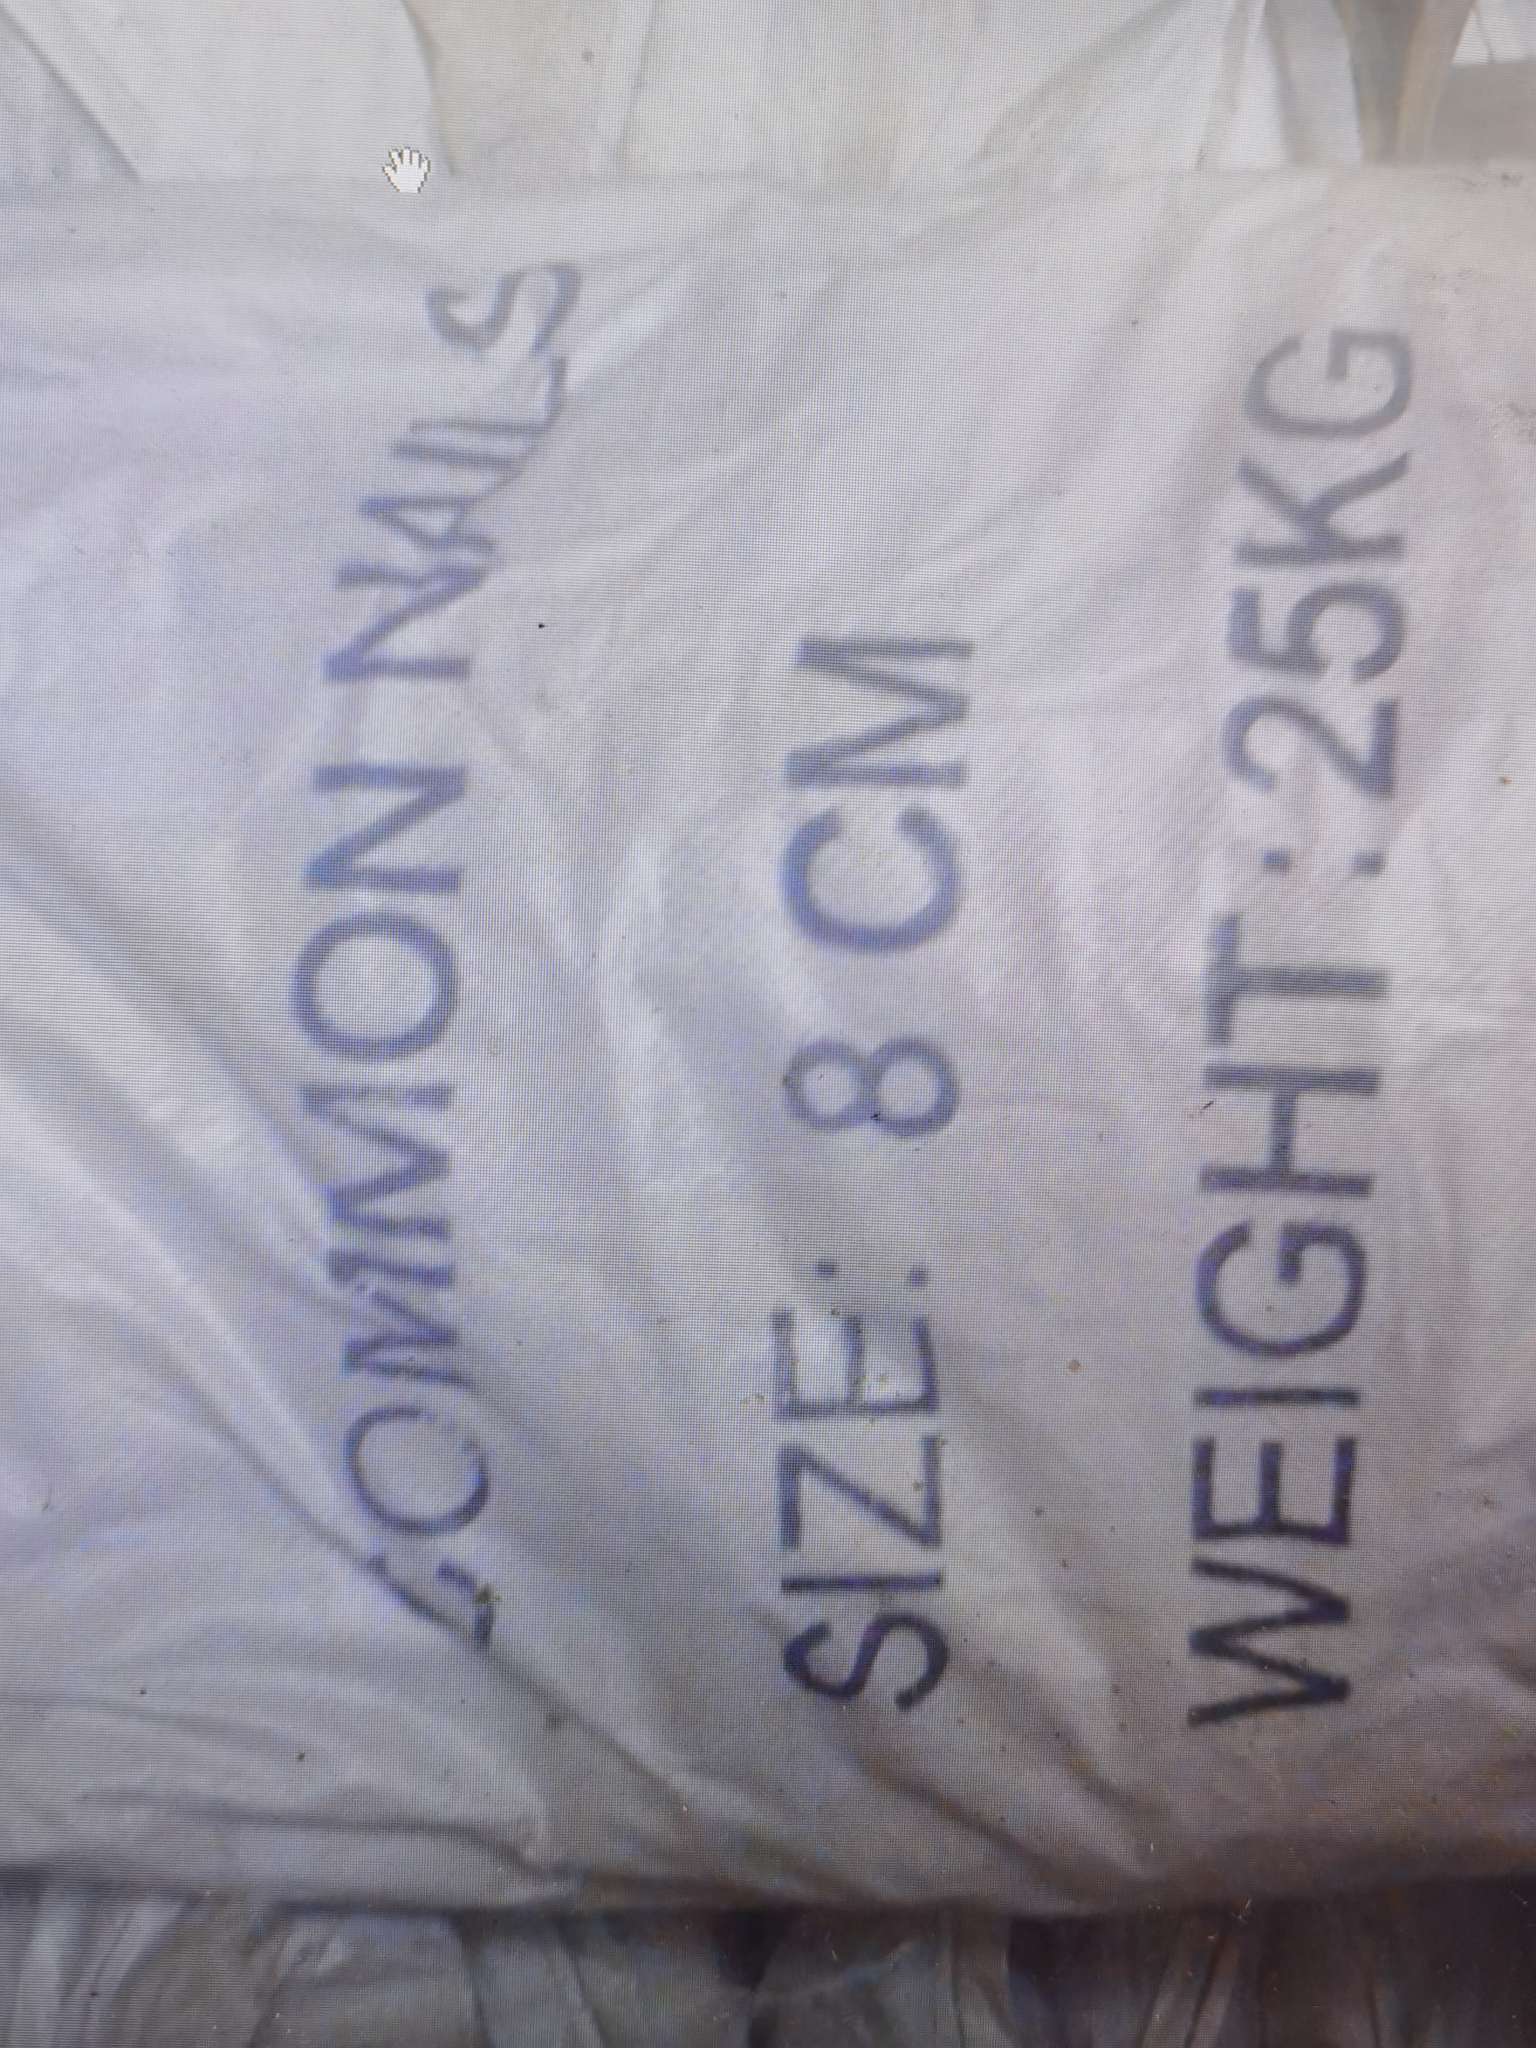 COMMON NAILS
SIZE: 8 CM
WEIGHT:25KG